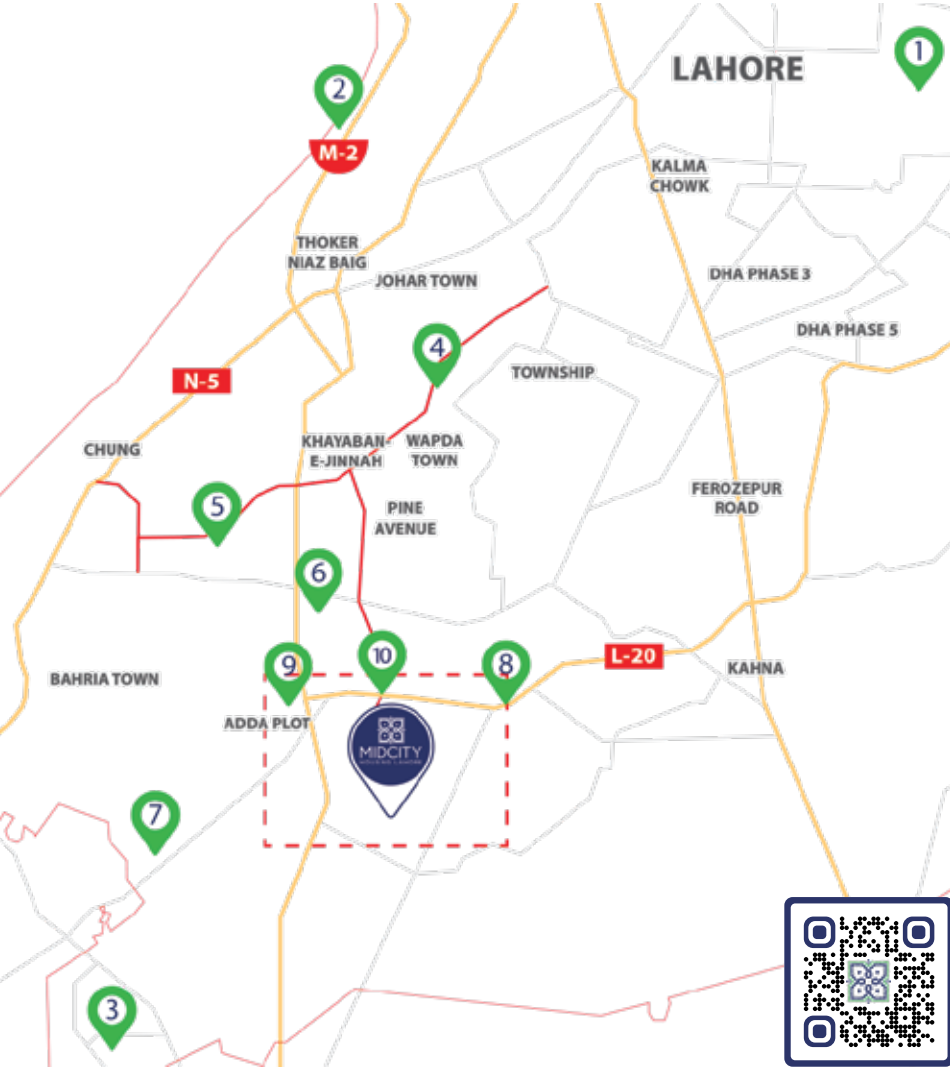 1
LAHORE
2
M-2
KALMA
CHOWK
THOKER
NIAZ BAIG
JOHAR TOWN
DHA PHASE 3
DHA PHASE 5
4
TOWNSHIP
N-5
CHUNG
KHAYABAN-
E-JINNAH
WAPDA
TOWN
5
PINE
AVENUE
FEROZEPUR
ROAD
6
9
10
8
L-20
KAHNA
BAHRIA TOWN
ADDA PLOT
MIDCITY
HOUSING LAHORE
7
3